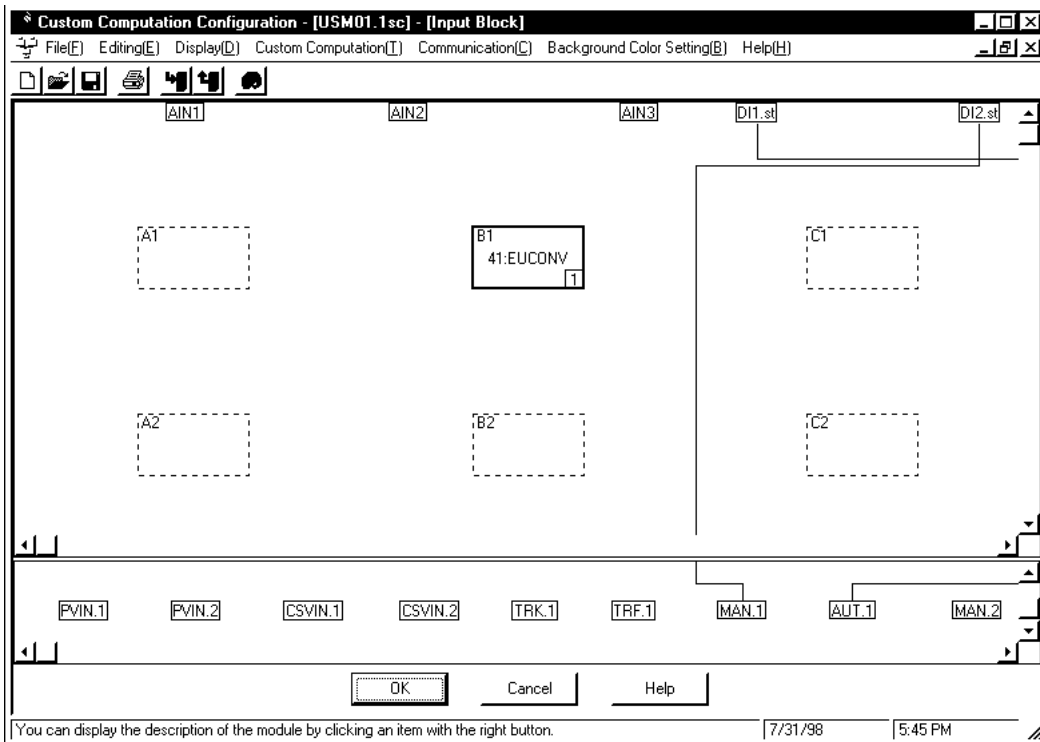 Custom Computation Configuration - [USM01.1sc] - [Input Block]
File(F) Editing(E) Display(D) Custom Computation(T) Communication(C) Background Color Setting(B) Help(H)
AIN1 AIN2 AIN3 DI1.st DI2.st
A1 B1 C1
41:EUCONV
1
A2 B2 C2
PVIN.1 PVIN.2 CSVIN.1 CSVIN.2 TRK.1 TRF.1 MAN.1 AUT.1 MAN.2
OK Cancel Help
You can display the description of the module by clicking an item with the right button. 7/31/98 5:45 PM